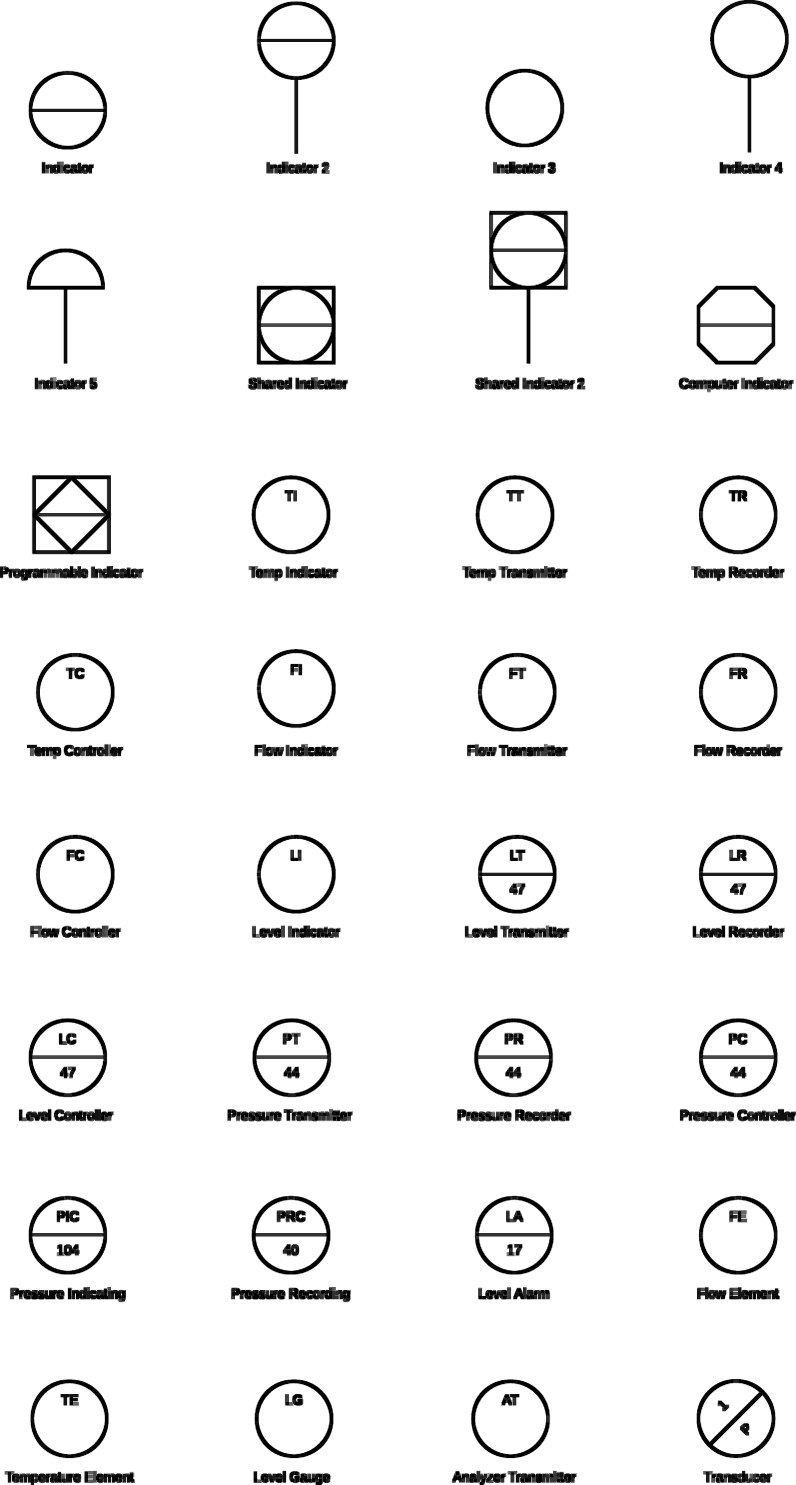 Indicator
Indicator 2
Indicator 3
Indicator 4
Indicator 5
Shared Indicator
Shared Indicator 2
Computer Indicator
Programmable Indicator
TI
Temp Indicator
TT
Temp Transmitter
TR
Temp Recorder
TC
Temp Controller
FI
Flow Indicator
FT
Flow Transmitter
FR
Flow Recorder
FC
Flow Controller
LI
Level Indicator
LT
47
Level Transmitter
LR
47
Level Recorder
LC
47
Level Controller
PT
44
Pressure Transmitter
PR
44
Pressure Recorder
PC
44
Pressure Controller
PIC
104
Pressure Indicating
PRC
40
Pressure Recording
LA
17
Level Alarm
FE
Flow Element
TE
Temperature Element
LG
Level Gauge
AT
Analyzer Transmitter
P
Transducer